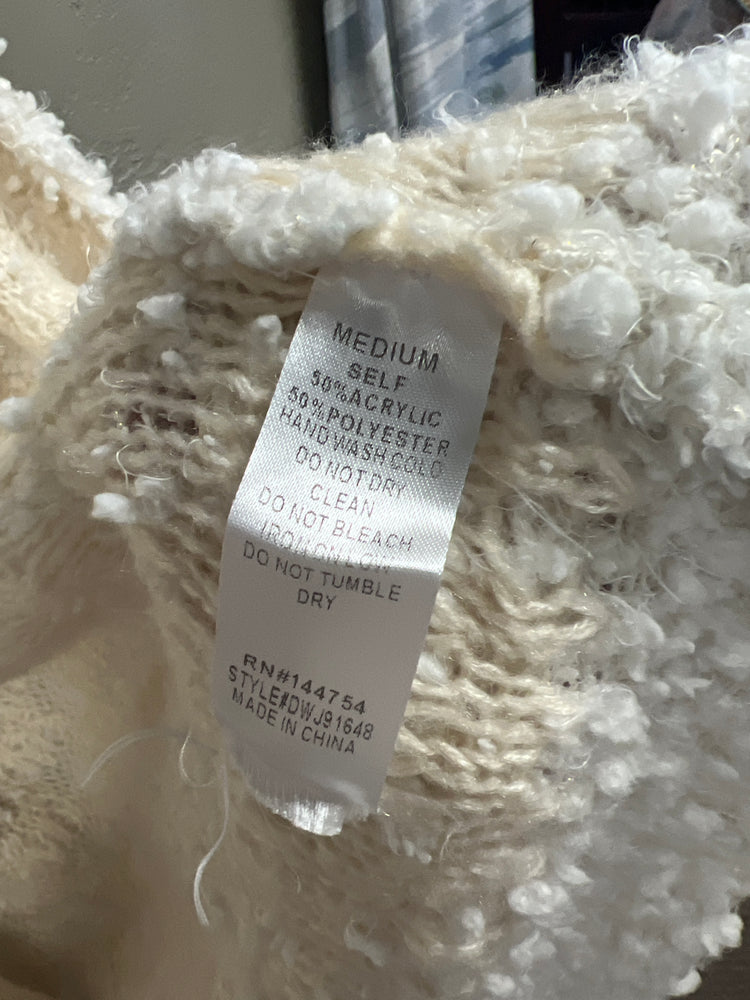 MEDIUM
SELF
50%ACRYLIC
50%POLYESTER
HAND WASH COLD
DO NOT DRY
CLEAN
DO NOT BLEACH
IRON ON LOW
DO NOT TUMBLE
DRY
RN#144754
STYLE#DWJ91648
MADE IN CHINA